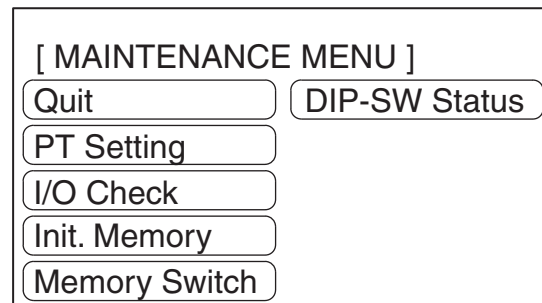 [ MAINTENANCE MENU ]
Quit DIP-SW Status
PT Setting
I/O Check
Init. Memory
Memory Switch